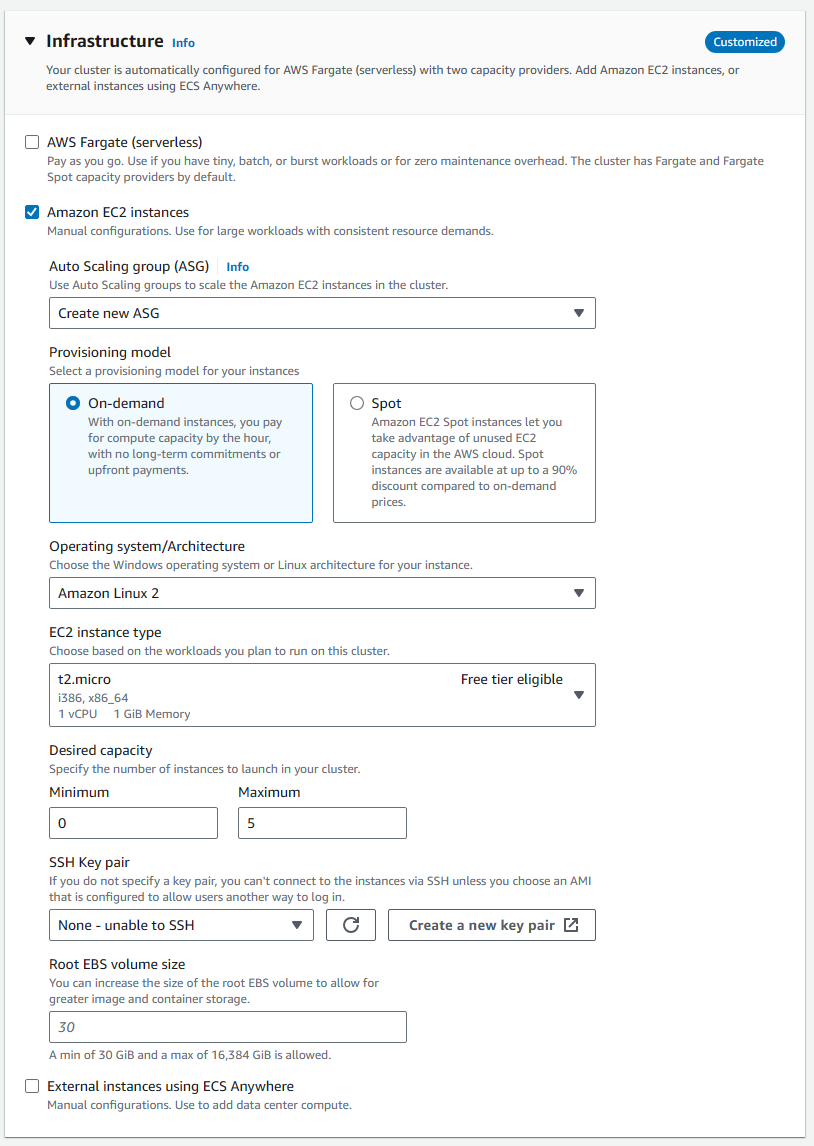 Infrastructure Info
Customized
Your cluster is automatically configured for AWS Fargate (serverless) with two capacity providers. Add Amazon EC2 instances, or
external instances using ECS Anywhere.
AWS Fargate (serverless)
Pay as you go. Use if you have tiny, batch, or burst workloads or for zero maintenance overhead. The cluster has Fargate and Fargate
Spot capacity providers by default.
Amazon EC2 instances
Manual configurations. Use for large workloads with consistent resource demands.
Auto Scaling group (ASG) Info
Use Auto Scaling groups to scale the Amazon EC2 instances in the cluster.
Create new ASG
Provisioning model
Select a provisioning model for your instances
On-demand
With on-demand instances, you pay
for compute capacity by the hour,
with no long-term commitments or
upfront payments.
Spot
Amazon EC2 Spot instances let you
take advantage of unused EC2
capacity in the AWS cloud. Spot
instances are available at up to a 90%
discount compared to on-demand
prices.
Operating system/Architecture
Choose the Windows operating system or Linux architecture for your instance.
Amazon Linux 2
EC2 instance type
Choose based on the workloads you plan to run on this cluster.
t2.micro Free tier eligible
i386, x86_64
1 vCPU 1 GiB Memory
Desired capacity
Specify the number of instances to launch in your cluster.
Minimum Maximum
0 5
SSH Key pair
If you do not specify a key pair, you can't connect to the instances via SSH unless you choose an AMI
that is configured to allow users another way to log in.
None - unable to SSH Create a new key pair
Root EBS volume size
You can increase the size of the root EBS volume to allow for
greater image and container storage.
30
A min of 30 GiB and a max of 16,384 GiB is allowed.
External instances using ECS Anywhere
Manual configurations. Use to add data center compute.